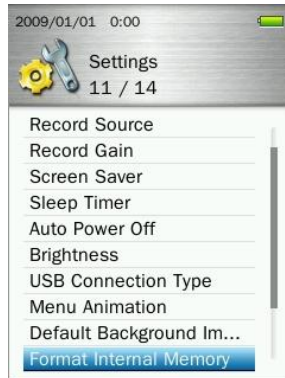 2009/01/01 0:00
Settings
11 / 14
Record Source
Record Gain
Screen Saver
Sleep Timer
Auto Power Off
Brightness
USB Connection Type
Menu Animation
Default Background Im...
Format Internal Memory